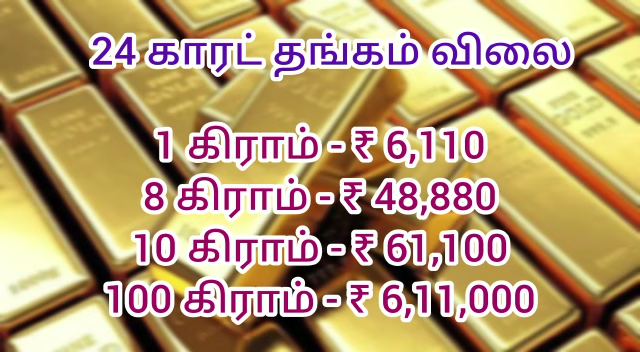 24 காரட் தங்கம் விலை
1 கிராம் - ₹ 6,110
8 கிராம் - ₹ 48,880
10 கிராம் - ₹ 61,100
100 கிராம் - ₹ 6,11,000